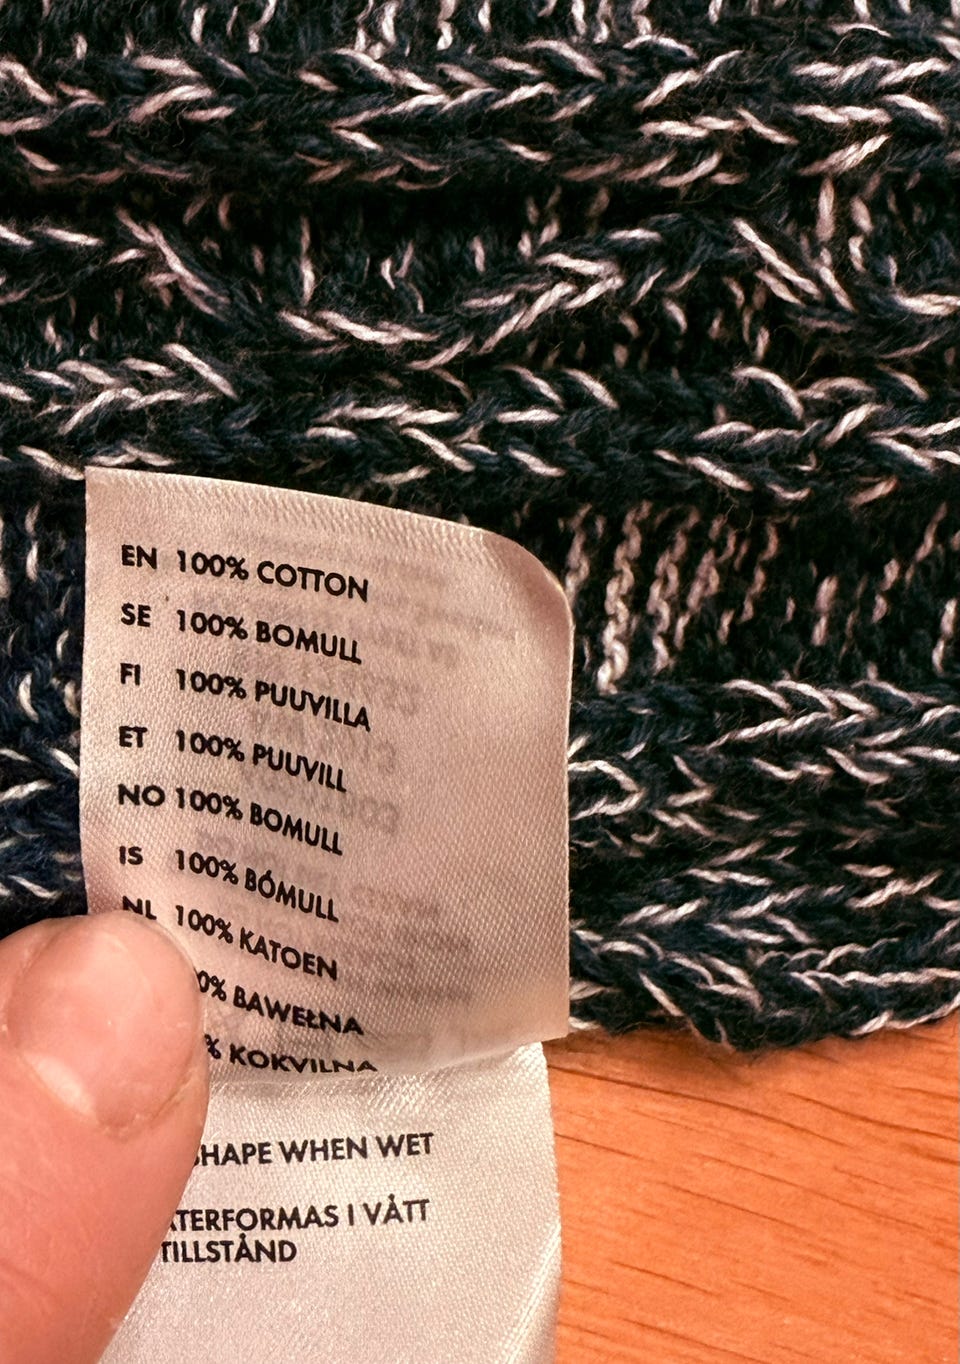 EN 100% COTTON
SE 100% BOMULL
FI 100% PUUVILLA
ET 100% PUUVILL
NO 100% BOMULL
IS 100% BÓMULL
NL 100% KATOEN
0% BAWEŁNA
% KOKVILNA
SHAPE WHEN WET
ÅTERFORMAS I VÅTT
TILLSTÅND